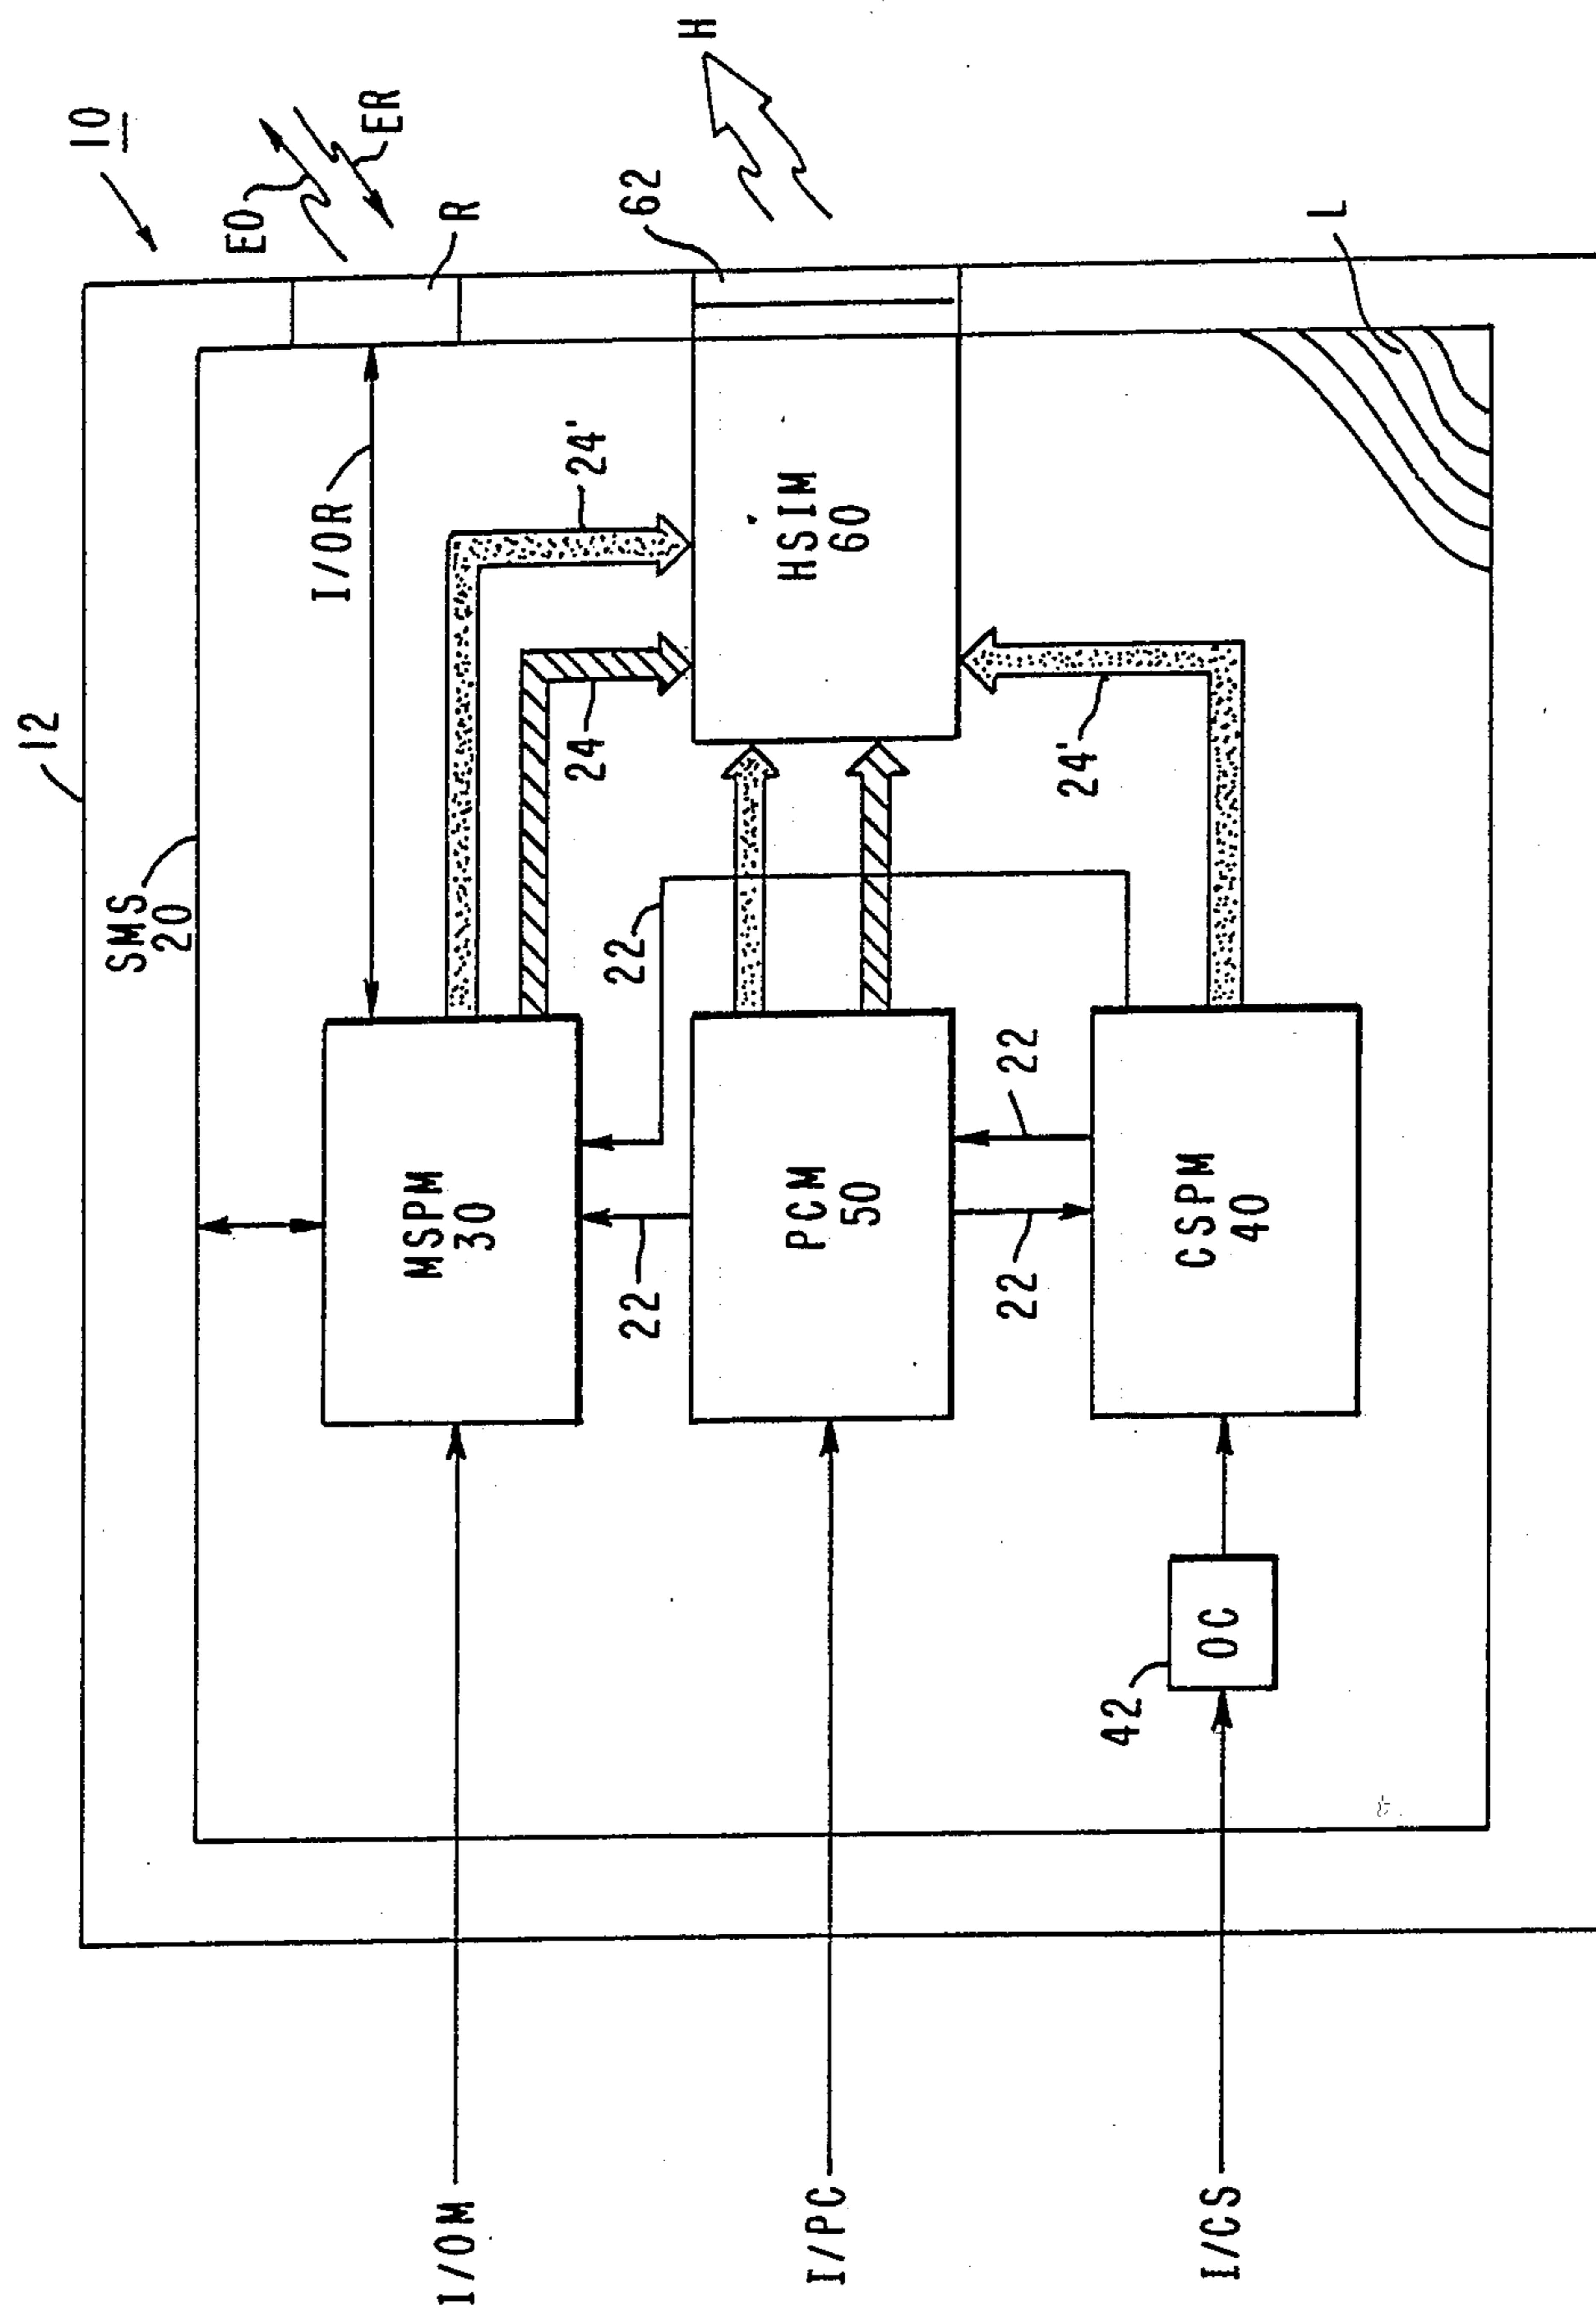 10
12
SMS
20
EO
ER
R
I/OR
62
H
24'
24
HSIM
60
L
24'
22
MSPM
30
22
PCM
50
22
22
CSPM
40
42
OC
I/OM
I/PC
I/CS